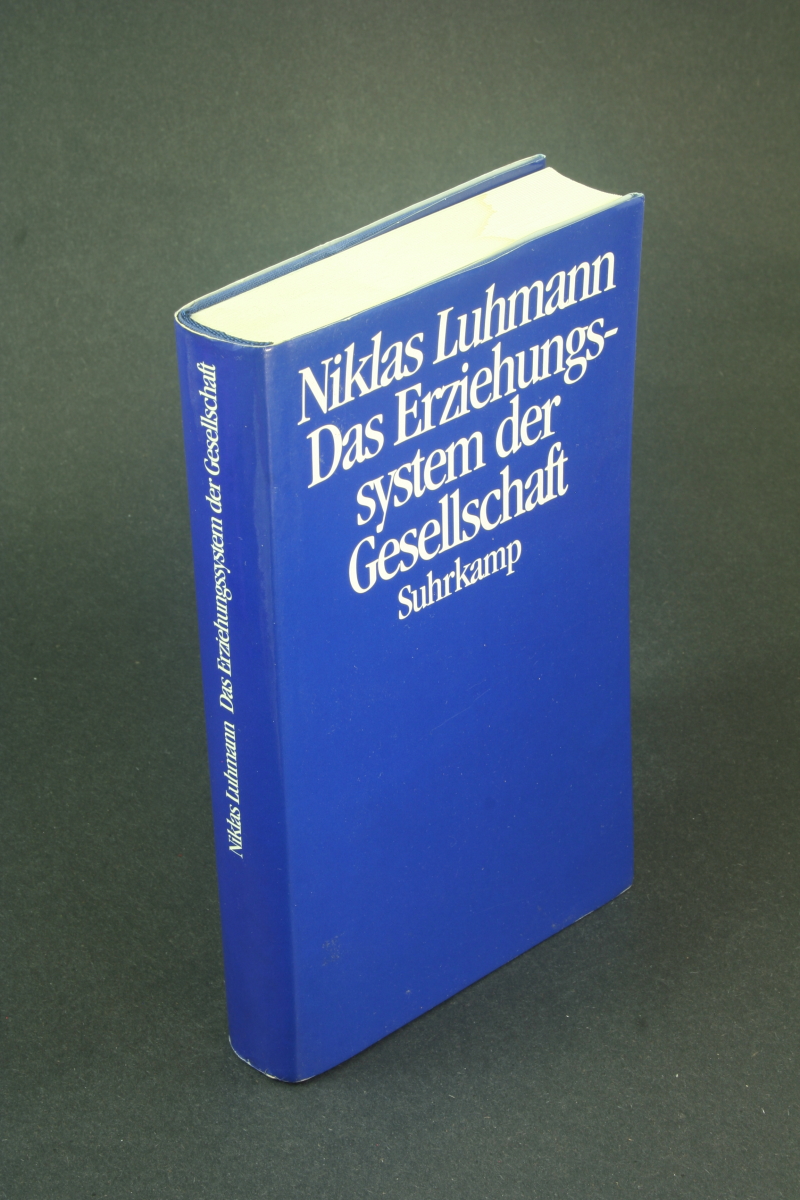 Niklas Luhmann
Das Erziehungs-
system der
Gesellschaft
Suhrkamp
Niklas Luhmann Das Erziehungssystem der Gesellschaft